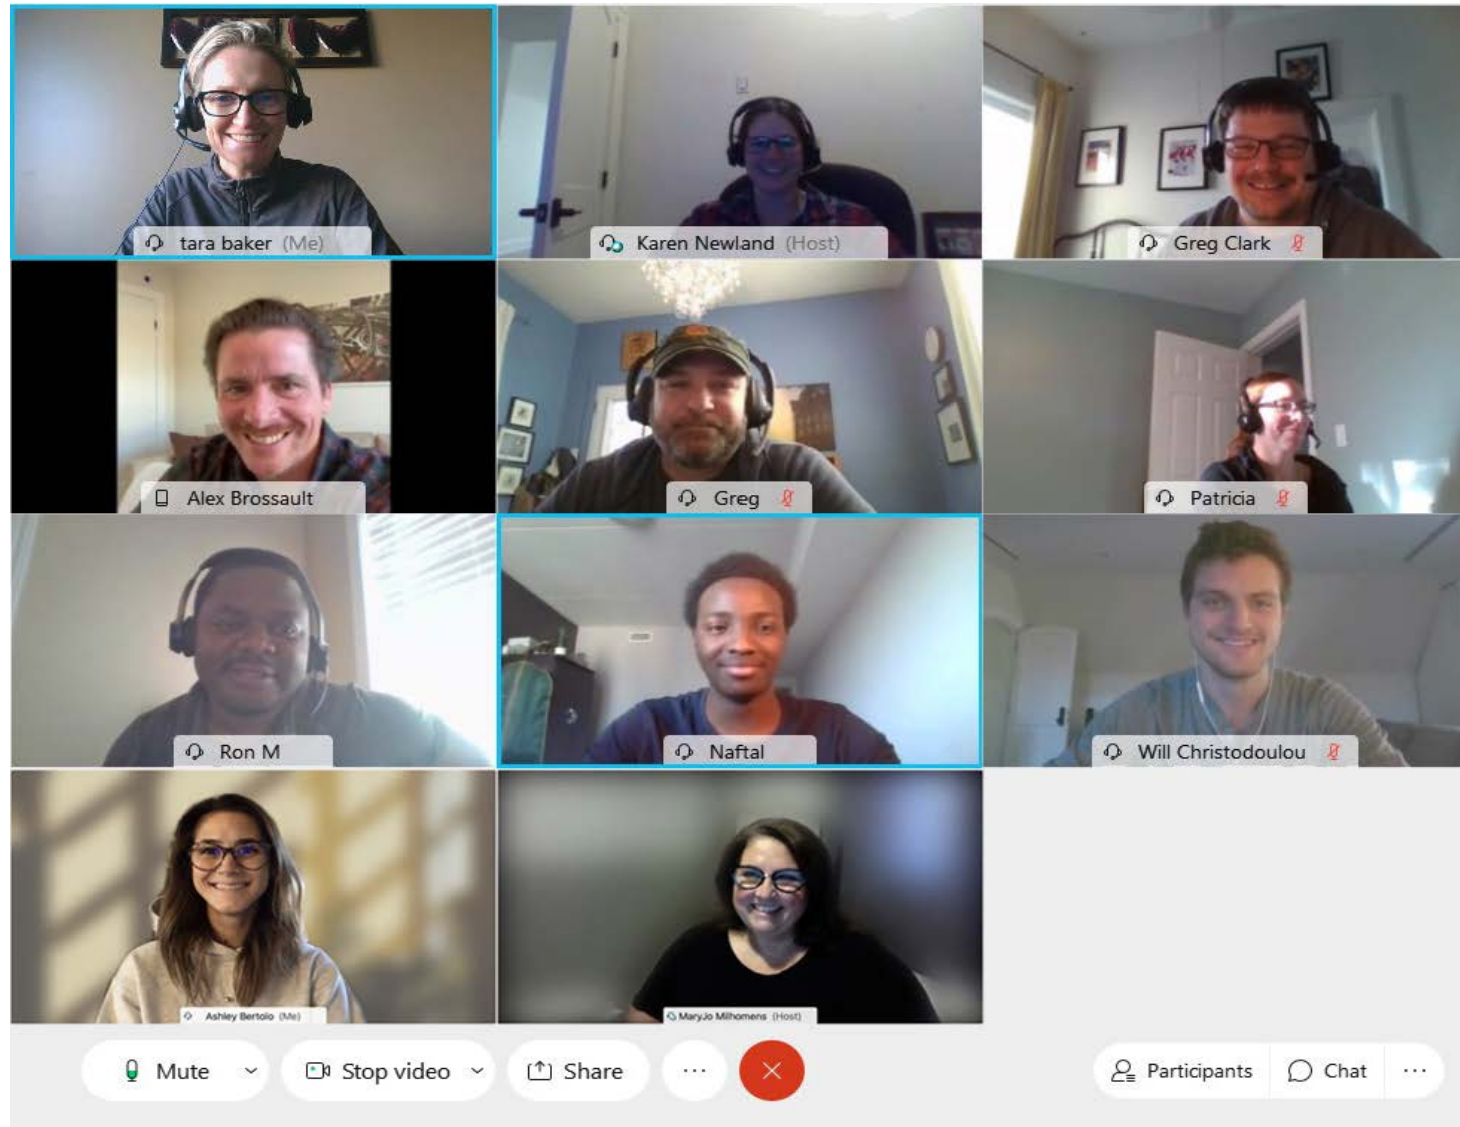 tara baker (Me)
Karen Newland (Host)
Greg Clark
Alex Brossault
Greg
Patricia
Ron M
Naftal
Will Christodoulou
Ashley Bertolo (Me)
MaryJo Milhomens (Host)
Mute
Stop video
Share
Participants
Chat